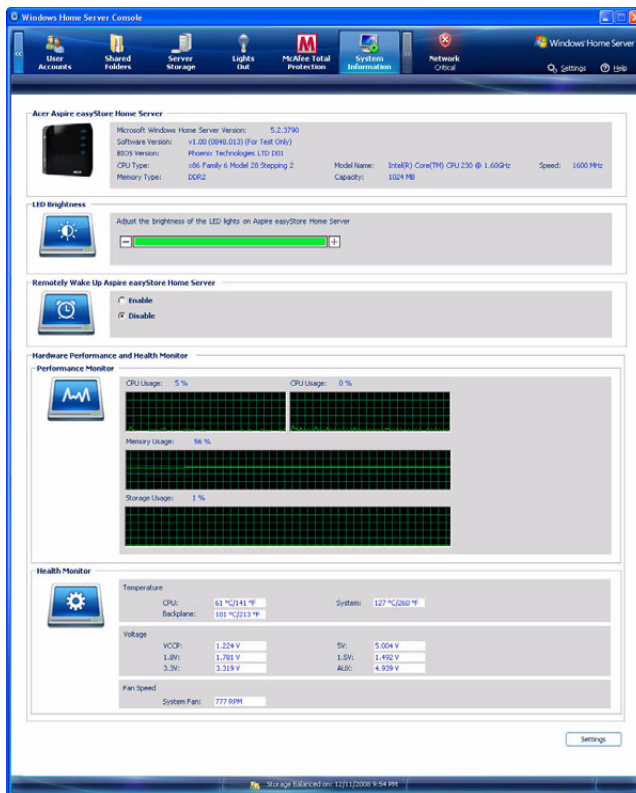 Windows Home Server Console
User Accounts
Shared Folders
Server Storage
Lights Out
McAfee Total Protection
System Information
Network Critical
Windows Home Server
Settings Help
Acer Aspire easyStore Home Server
Microsoft Windows Home Server Version: 5.2.3790
Software Version: v1.00 (0848.013) (For Test Only)
BIOS Version: Phoenix Technologies LTD D01
CPU Type: x86 Family 6 Model 28 Stepping 2 Model Name: Intel(R) Core(TM) CPU 230 @ 1.60GHz Speed: 1600 MHz
Memory Type: DDR2 Capacity: 1024 MB
LED Brightness
Adjust the brightness of the LED lights on Aspire easyStore Home Server
Remotely Wake Up Aspire easyStore Home Server
Enable
Disable
Hardware Performance and Health Monitor
Performance Monitor
CPU Usage: 5 % CPU Usage: 0 %
Memory Usage: 56 %
Storage Usage: 1 %
Health Monitor
Temperature
CPU: 61 °C/141 °F System: 127 °C/260 °F
Backplane: 101 °C/213 °F
Voltage
VCCP: 1.224 V 5V: 5.004 V
1.8V: 1.781 V 1.5V: 1.492 V
3.3V: 3.319 V AUX: 4.939 V
Fan Speed
System Fan: 777 RPM
Settings
Storage Balanced on: 12/11/2008 9:54 PM